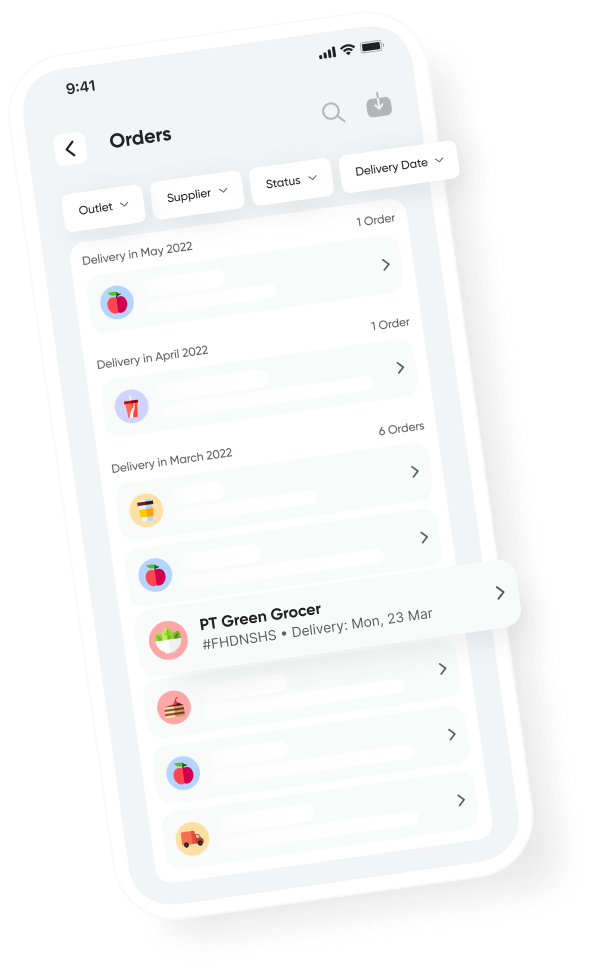 9:41
Orders
Outlet
Supplier
Status
Delivery Date
Delivery in May 2022
1 Order
Delivery in April 2022
1 Order
Delivery in March 2022
6 Orders
PT Green Grocer
#FHDNSHS • Delivery: Mon, 23 Mar